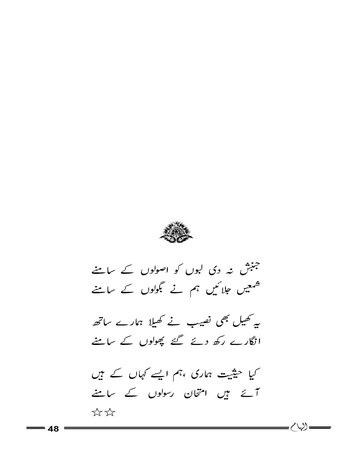 جنبش نہ دی لبوں کو اصولوں کے سامنے
شمعیں جلائیں ہم نے بگولوں کے سامنے
یہ کھیل بھی نصیب نے کھیلا ہمارے ساتھ
انگارے رکھ دئے گئے پھولوں کے سامنے
کیا حیثیت ہماری ،ہم ایسے کہاں کے ہیں
آئے ہیں امتحان رسولوں کے سامنے
☆☆
48